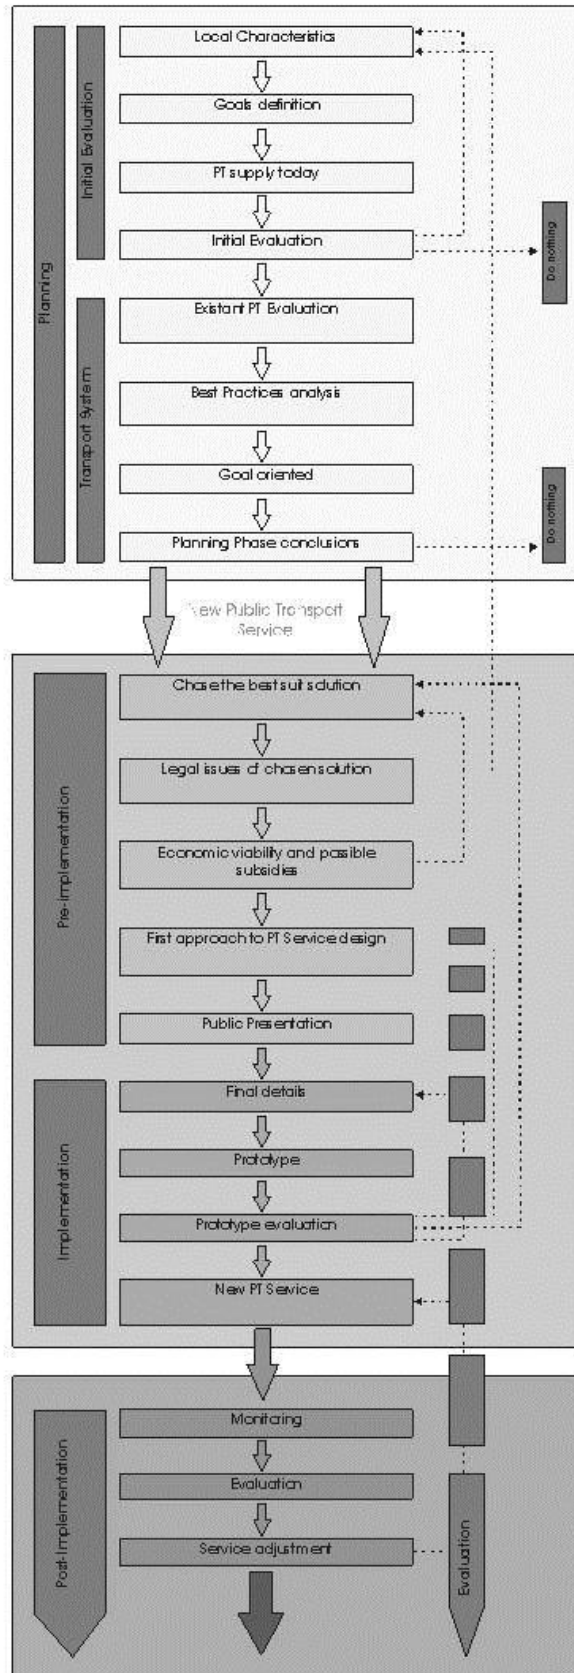 Local Characteristics
Goals definition
PT supply today
Initial Evaluation
Existant PT Evaluation
Best Practices analysis
Goal oriented
Planning Phase conclusions
Planning
Initial Evaluation
Transport System
Do nothing
Do nothing
New Public Transport
Service
Chose the best suit solution
Legal issues of chosen solution
Economic viability and possible
subsidies
First approach to PT Service design
Public Presentation
Pre-Implementation
Final details
Prototype
Prototype evaluation
New PT Service
Implementation
Monitoring
Evaluation
Service adjustment
Post-Implementation
Evaluation